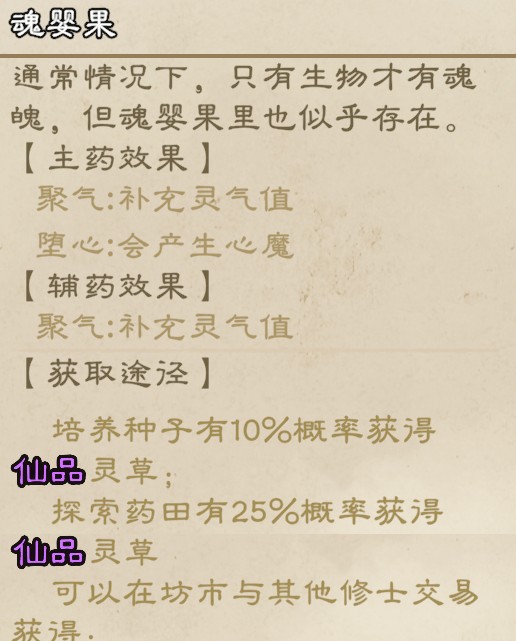 魂婴果
通常情况下，只有生物才有魂
魄，但魂婴果里也似乎存在。
【主药效果】
聚气:补充灵气值
堕心:会产生心魔
【辅药效果】
聚气:补充灵气值
【获取途径】
培养种子有10%概率获得
仙品灵草；
探索药田有25%概率获得
仙品灵草
可以在坊市与其他修士交易
获得；